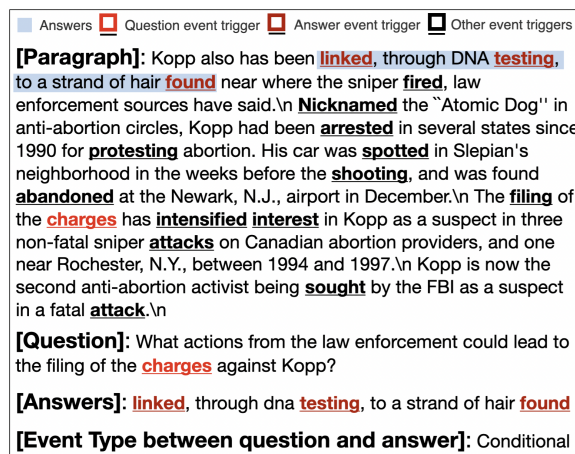 Answers Question event trigger Answer event trigger Other event triggers
[Paragraph]: Kopp also has been linked, through DNA testing,
to a strand of hair found near where the sniper fired, law
enforcement sources have said.\n Nicknamed the ``Atomic Dog'' in
anti-abortion circles, Kopp had been arrested in several states since
1990 for protesting abortion. His car was spotted in Slepian's
neighborhood in the weeks before the shooting, and was found
abandoned at the Newark, N.J., airport in December.\n The filing of
the charges has intensified interest in Kopp as a suspect in three
non-fatal sniper attacks on Canadian abortion providers, and one
near Rochester, N.Y., between 1994 and 1997.\n Kopp is now the
second anti-abortion activist being sought by the FBI as a suspect
in a fatal attack.\n
[Question]: What actions from the law enforcement could lead to
the filing of the charges against Kopp?
[Answers]: linked, through dna testing, to a strand of hair found
[Event Type between question and answer]: Conditional